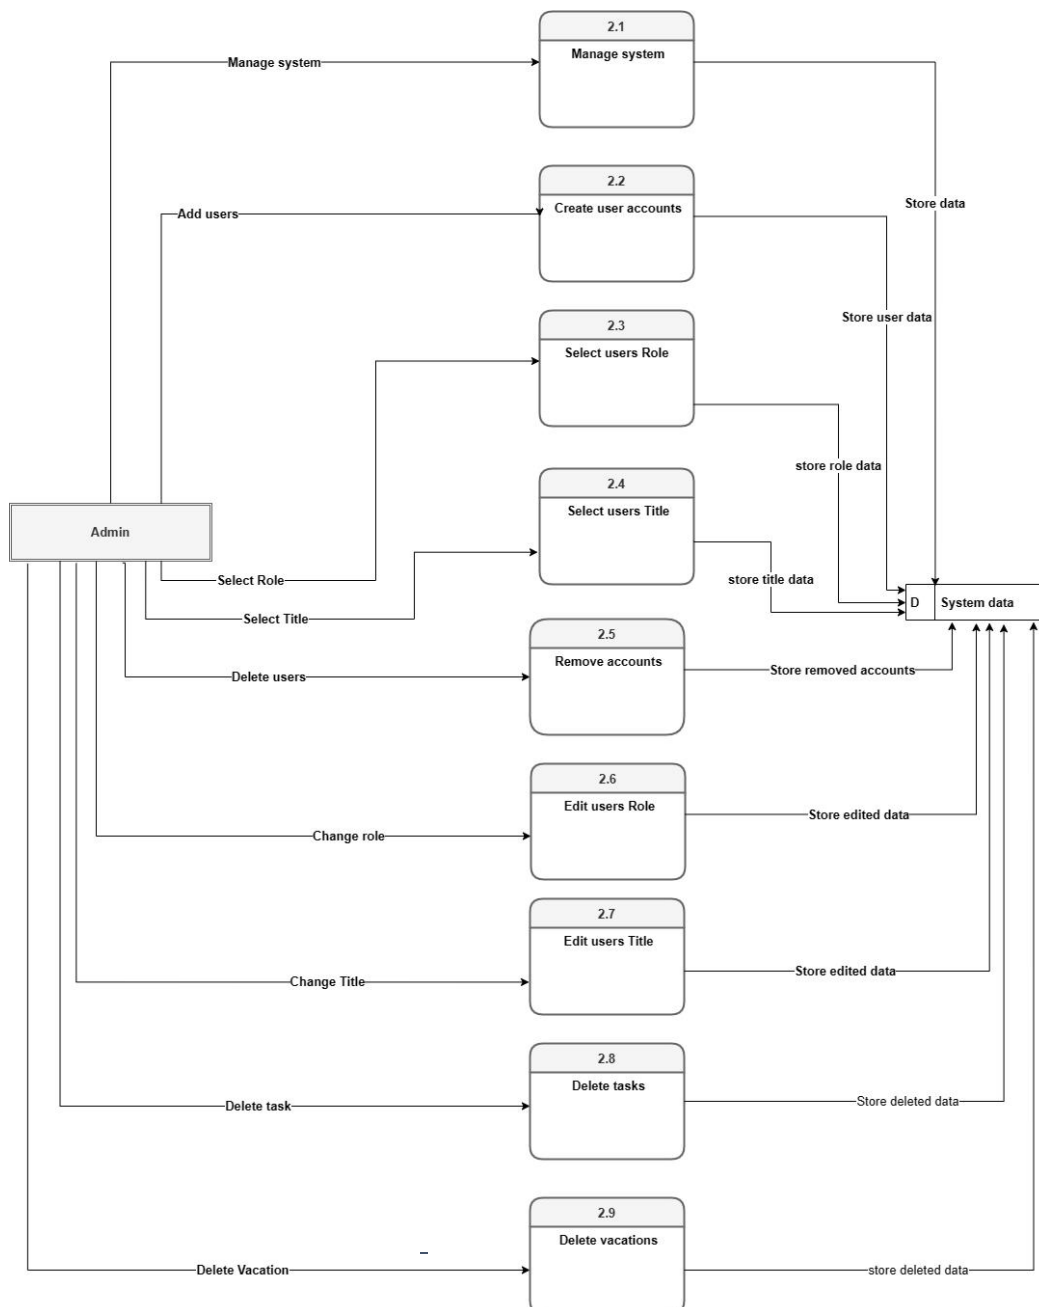 2.1
Manage system
Manage system
Store data
2.2
Create user accounts
Add users
Store user data
2.3
Select users Role
store role data
2.4
Select users Title
Admin
Select Role
store title data
Select Title
D
System data
2.5
Remove accounts
Delete users
Store removed accounts
2.6
Edit users Role
Change role
Store edited data
2.7
Edit users Title
Change Title
Store edited data
2.8
Delete tasks
Delete task
Store deleted data
2.9
Delete vacations
Delete Vacation
store deleted data